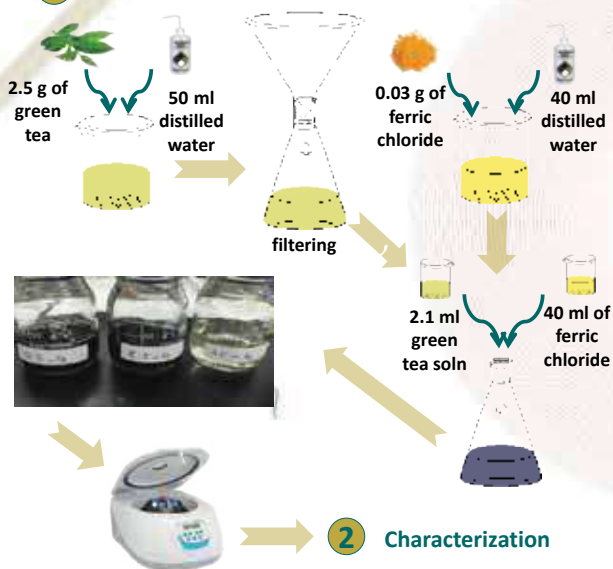 2.5 g of
green
tea
50 ml
distilled
water
filtering
0.03 g of
ferric
chloride
40 ml
distilled
water
2.1 ml
green
tea soln
40 ml of
ferric
chloride
2 Characterization